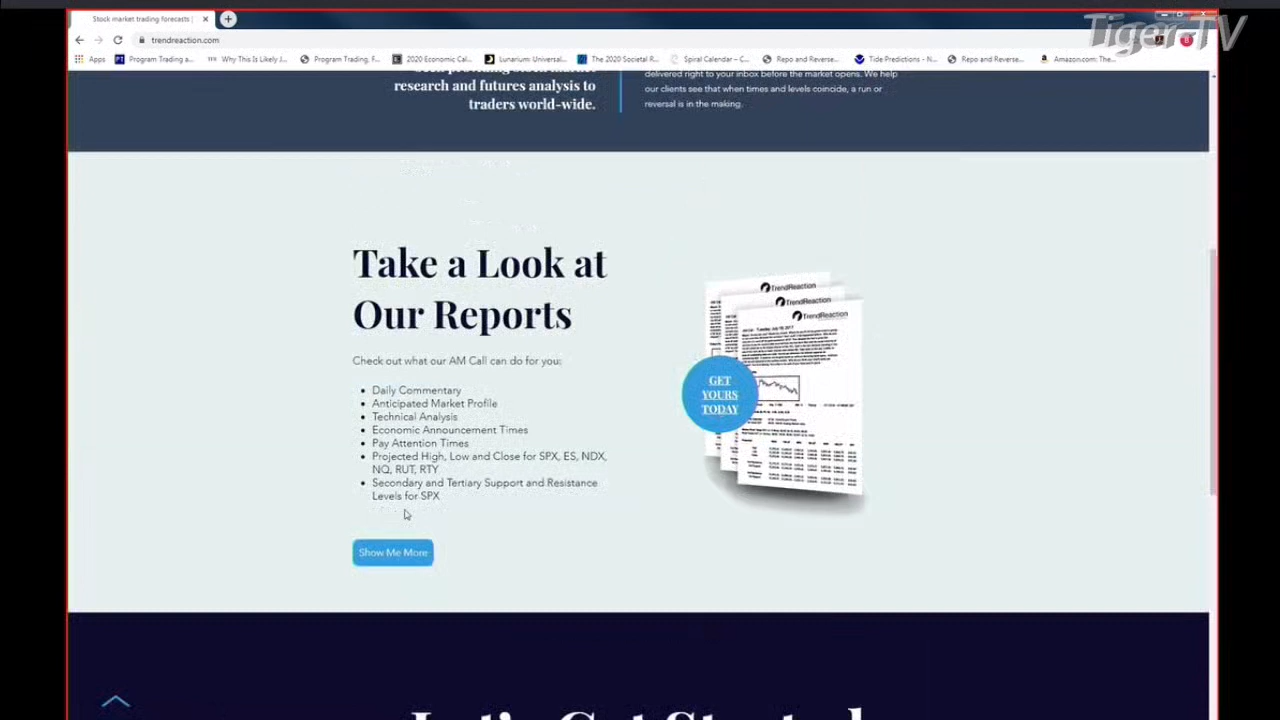 Tiger-TV
Stock market trading forecasts |
trendreaction.com
Apps Program Trading a... Why This Is Likely J... Program Trading, F... 2020 Economic Cal... Lunarium: Universal... The 2020 Societal R... Spiral Calendar – C... Repo and Reverse... Tide Predictions - N... Repo and Reverse... Amazon.com: The...
research and futures analysis to
traders world-wide.
delivered right to your inbox before the market opens. We help
our clients see that when times and levels coincide, a run or
reversal is in the making.
Take a Look at
Our Reports
Check out what our AM Call can do for you:
Daily Commentary
Anticipated Market Profile
Technical Analysis
Economic Announcement Times
Pay Attention Times
Projected High, Low and Close for SPX, ES, NDX,
NQ, RUT, RTY
Secondary and Tertiary Support and Resistance
Levels for SPX
Show Me More
TrendReaction
TrendReaction
TrendReaction
GET
YOURS
TODAY
Let's Get Started